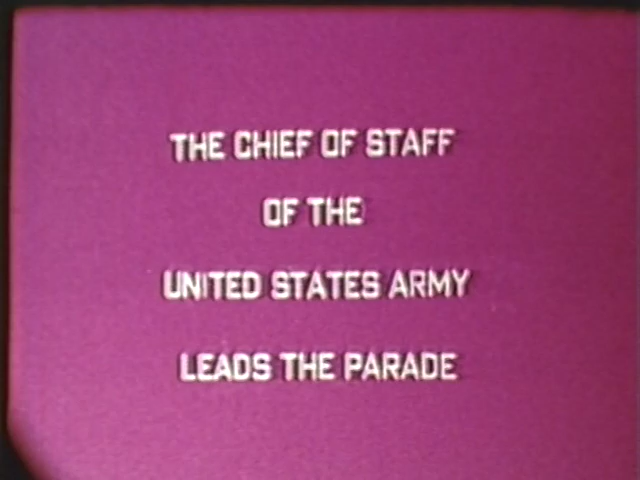 THE CHIEF OF STAFF
OF THE
UNITED STATES ARMY
LEADS THE PARADE